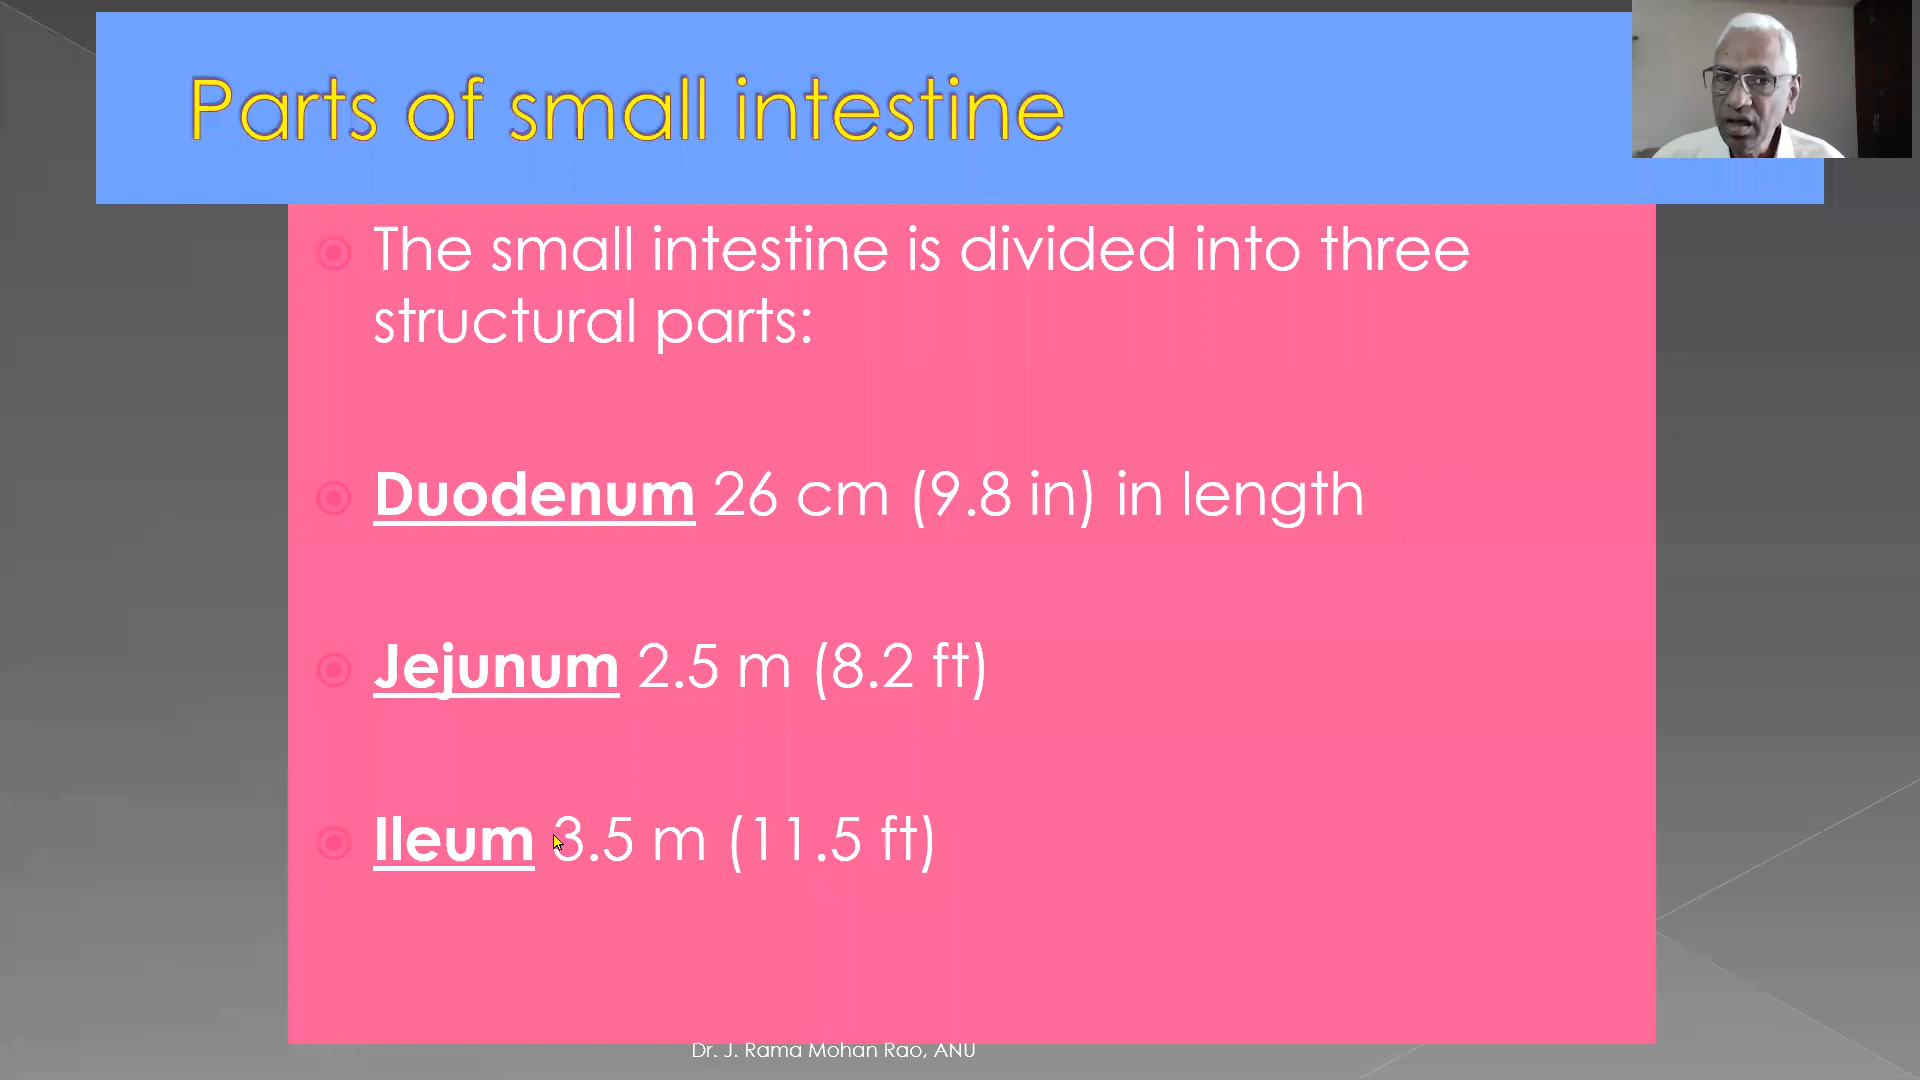 Parts of small intestine
The small intestine is divided into three
structural parts:
Duodenum 26 cm (9.8 in) in length
Jejunum 2.5 m (8.2 ft)
Ileum 3.5 m (11.5 ft)
Dr. J. Rama Mohan Rao, ANU